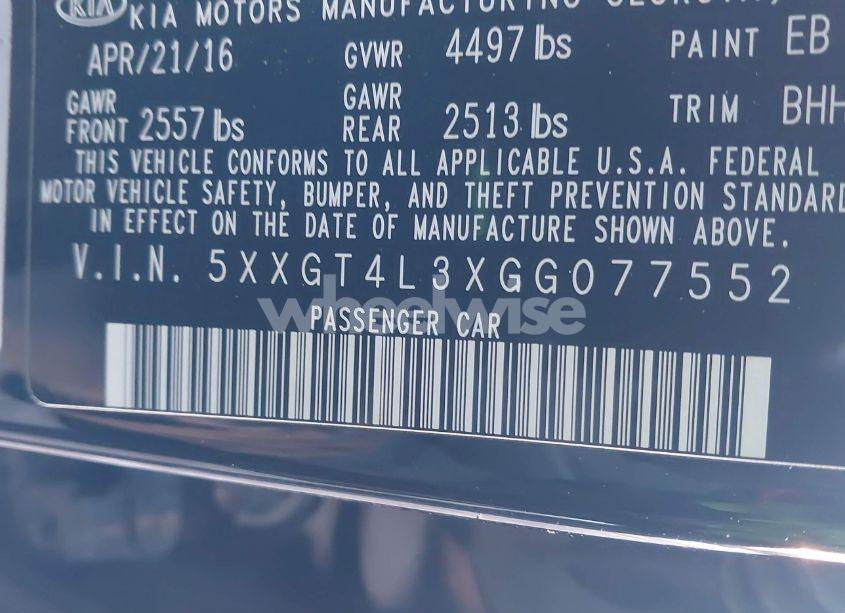 KIA KIA MOTORS MANUFACTURING GEORGIA,
APR/21/16 GVWR 4497 lbs PAINT EB
GAWR FRONT 2557 lbs GAWR REAR 2513 lbs TRIM BHH
THIS VEHICLE CONFORMS TO ALL APPLICABLE U.S.A. FEDERAL
MOTOR VEHICLE SAFETY, BUMPER, AND THEFT PREVENTION STANDARD
IN EFFECT ON THE DATE OF MANUFACTURE SHOWN ABOVE.
V.I.N. 5XXGT4L3XGG077552
wheelwise
PASSENGER CAR